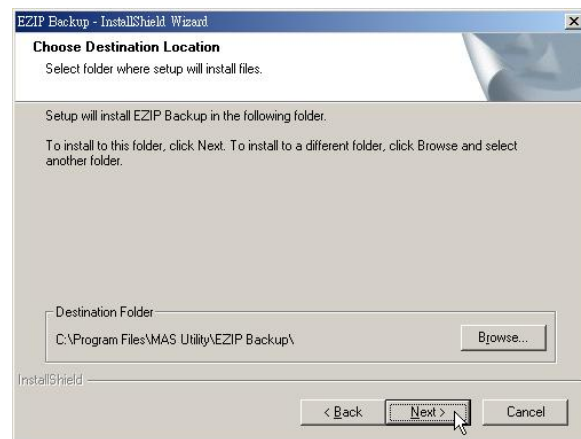 EZIP Backup - InstallShield Wizard
Choose Destination Location
Select folder where setup will install files.
Setup will install EZIP Backup in the following folder.
To install to this folder, click Next. To install to a different folder, click Browse and select
another folder.
Destination Folder
C:\Program Files\MAS Utility\EZIP Backup\
Browse...
InstallShield
< Back
Next >
Cancel